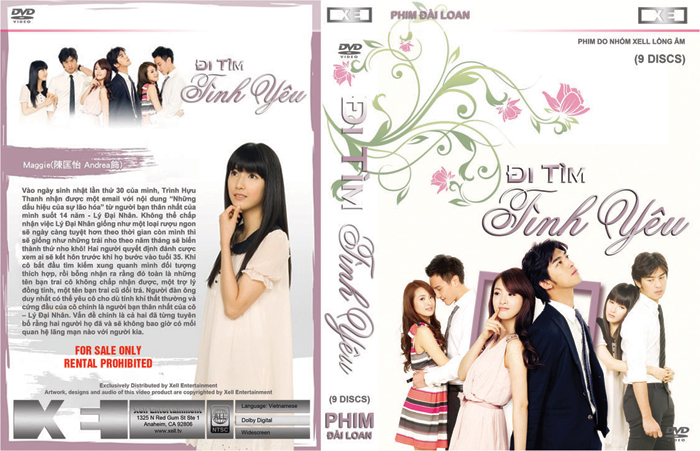 DVD
VIDEO
ĐI TÌM
Tình Yêu
Maggie(陳匡怡 Andrea飾)
Vào ngày sinh nhật lần thứ 30 của mình, Trình Hựu
Thanh nhận được một email với nội dung “Những
dấu hiệu của sự lão hóa” từ người bạn thân nhất của
mình suốt 14 năm - Lý Đại Nhân. Không thể chấp
nhận việc Lý Đại Nhân giống như một loại rượu ngon
sẽ ngày càng tuyệt hơn theo thời gian còn mình thì
sẽ giống như những trái nho theo năm tháng sẽ biến
thành thứ nho khô! Hai người quyết định đánh cược
xem ai sẽ kết hôn trước khi họ bước vào tuổi 35. Khi
cô bắt đầu tìm kiếm xung quanh mình đối tượng
thích hợp, rồi bỗng nhận ra rằng đó toàn là những
tên bạn trai cô không chấp nhận được, một trợ lý
đồng tính, một tên bạn trai cũ dối trá. Người đàn ông
duy nhất có thể yêu cô cho dù tính khí thất thường và
cứng đầu của cô chính là người bạn thân nhất của cô
– Lý Đại Nhân. Vấn đề chính là cả hai đã từng tuyên
bố rằng hai người họ đã và sẽ không bao giờ có mối
quan hệ lãng mạn nào với người kia.
FOR SALE ONLY
RENTAL PROHIBITED
Exclusively Distributed by Xell Entertainment
Artwork, designs and audio of this video product are copyrighted by Xell Entertainment
XELL
Xell Entertainment
1325 N Red Gum St Ste 1
Anaheim, CA 92806
www.xell.tv
NTSC
Language: Vietnamese
Dolby Digital
Widescreen
XELL
DVD
VIDEO
ĐI TÌM Tình Yêu
(9 DISCS)
PHIM
ĐÀI LOAN
PHIM ĐÀI LOAN
XELL
PHIM DO NHÓM XELL LỒNG ÂM
(9 DISCS)
ĐI TÌM
Tình Yêu
DVD
VIDEO